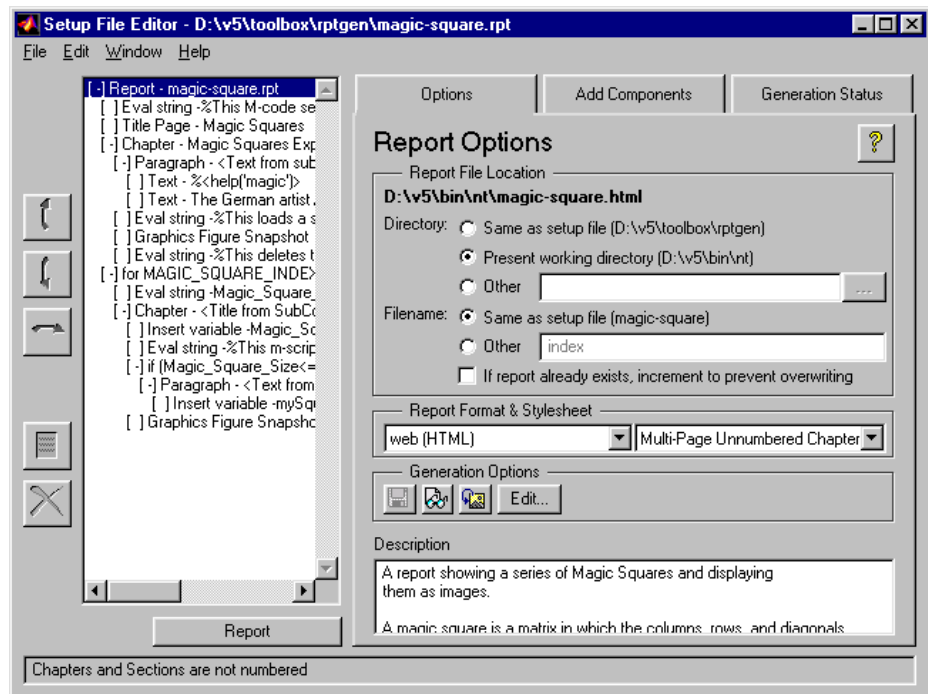 Setup File Editor - D:\v5\toolbox\rptgen\magic-square.rpt
File Edit Window Help
[-] Report - magic-square.rpt
[ ] Eval string -%This M-code se
[ ] Title Page - Magic Squares
[-] Chapter - Magic Squares Exp
[-] Paragraph - <Text from sub
[ ] Text - %<help('magic')>
[ ] Text - The German artist
[ ] Eval string -%This loads a s
[ ] Graphics Figure Snapshot
[ ] Eval string -%This deletes t
[-] for MAGIC_SQUARE_INDEX
[ ] Eval string -Magic_Square_
[-] Chapter - <Title from SubCo
[ ] Insert variable -Magic_Sq
[ ] Eval string -%This m-scrip
[-] if (Magic_Square_Size<=
[-] Paragraph - <Text from
[ ] Insert variable -mySqu
[ ] Graphics Figure Snapsho
Report
Options Add Components Generation Status
Report Options ?
Report File Location
D:\v5\bin\nt\magic-square.html
Directory: Same as setup file (D:\v5\toolbox\rptgen)
Present working directory (D:\v5\bin\nt)
Other ...
Filename: Same as setup file (magic-square)
Other index
If report already exists, increment to prevent overwriting
Report Format & Stylesheet
web (HTML) Multi-Page Unnumbered Chapter
Generation Options
Edit...
Description
A report showing a series of Magic Squares and displaying
them as images.
A magic square is a matrix in which the columns, rows, and diagonals
Chapters and Sections are not numbered